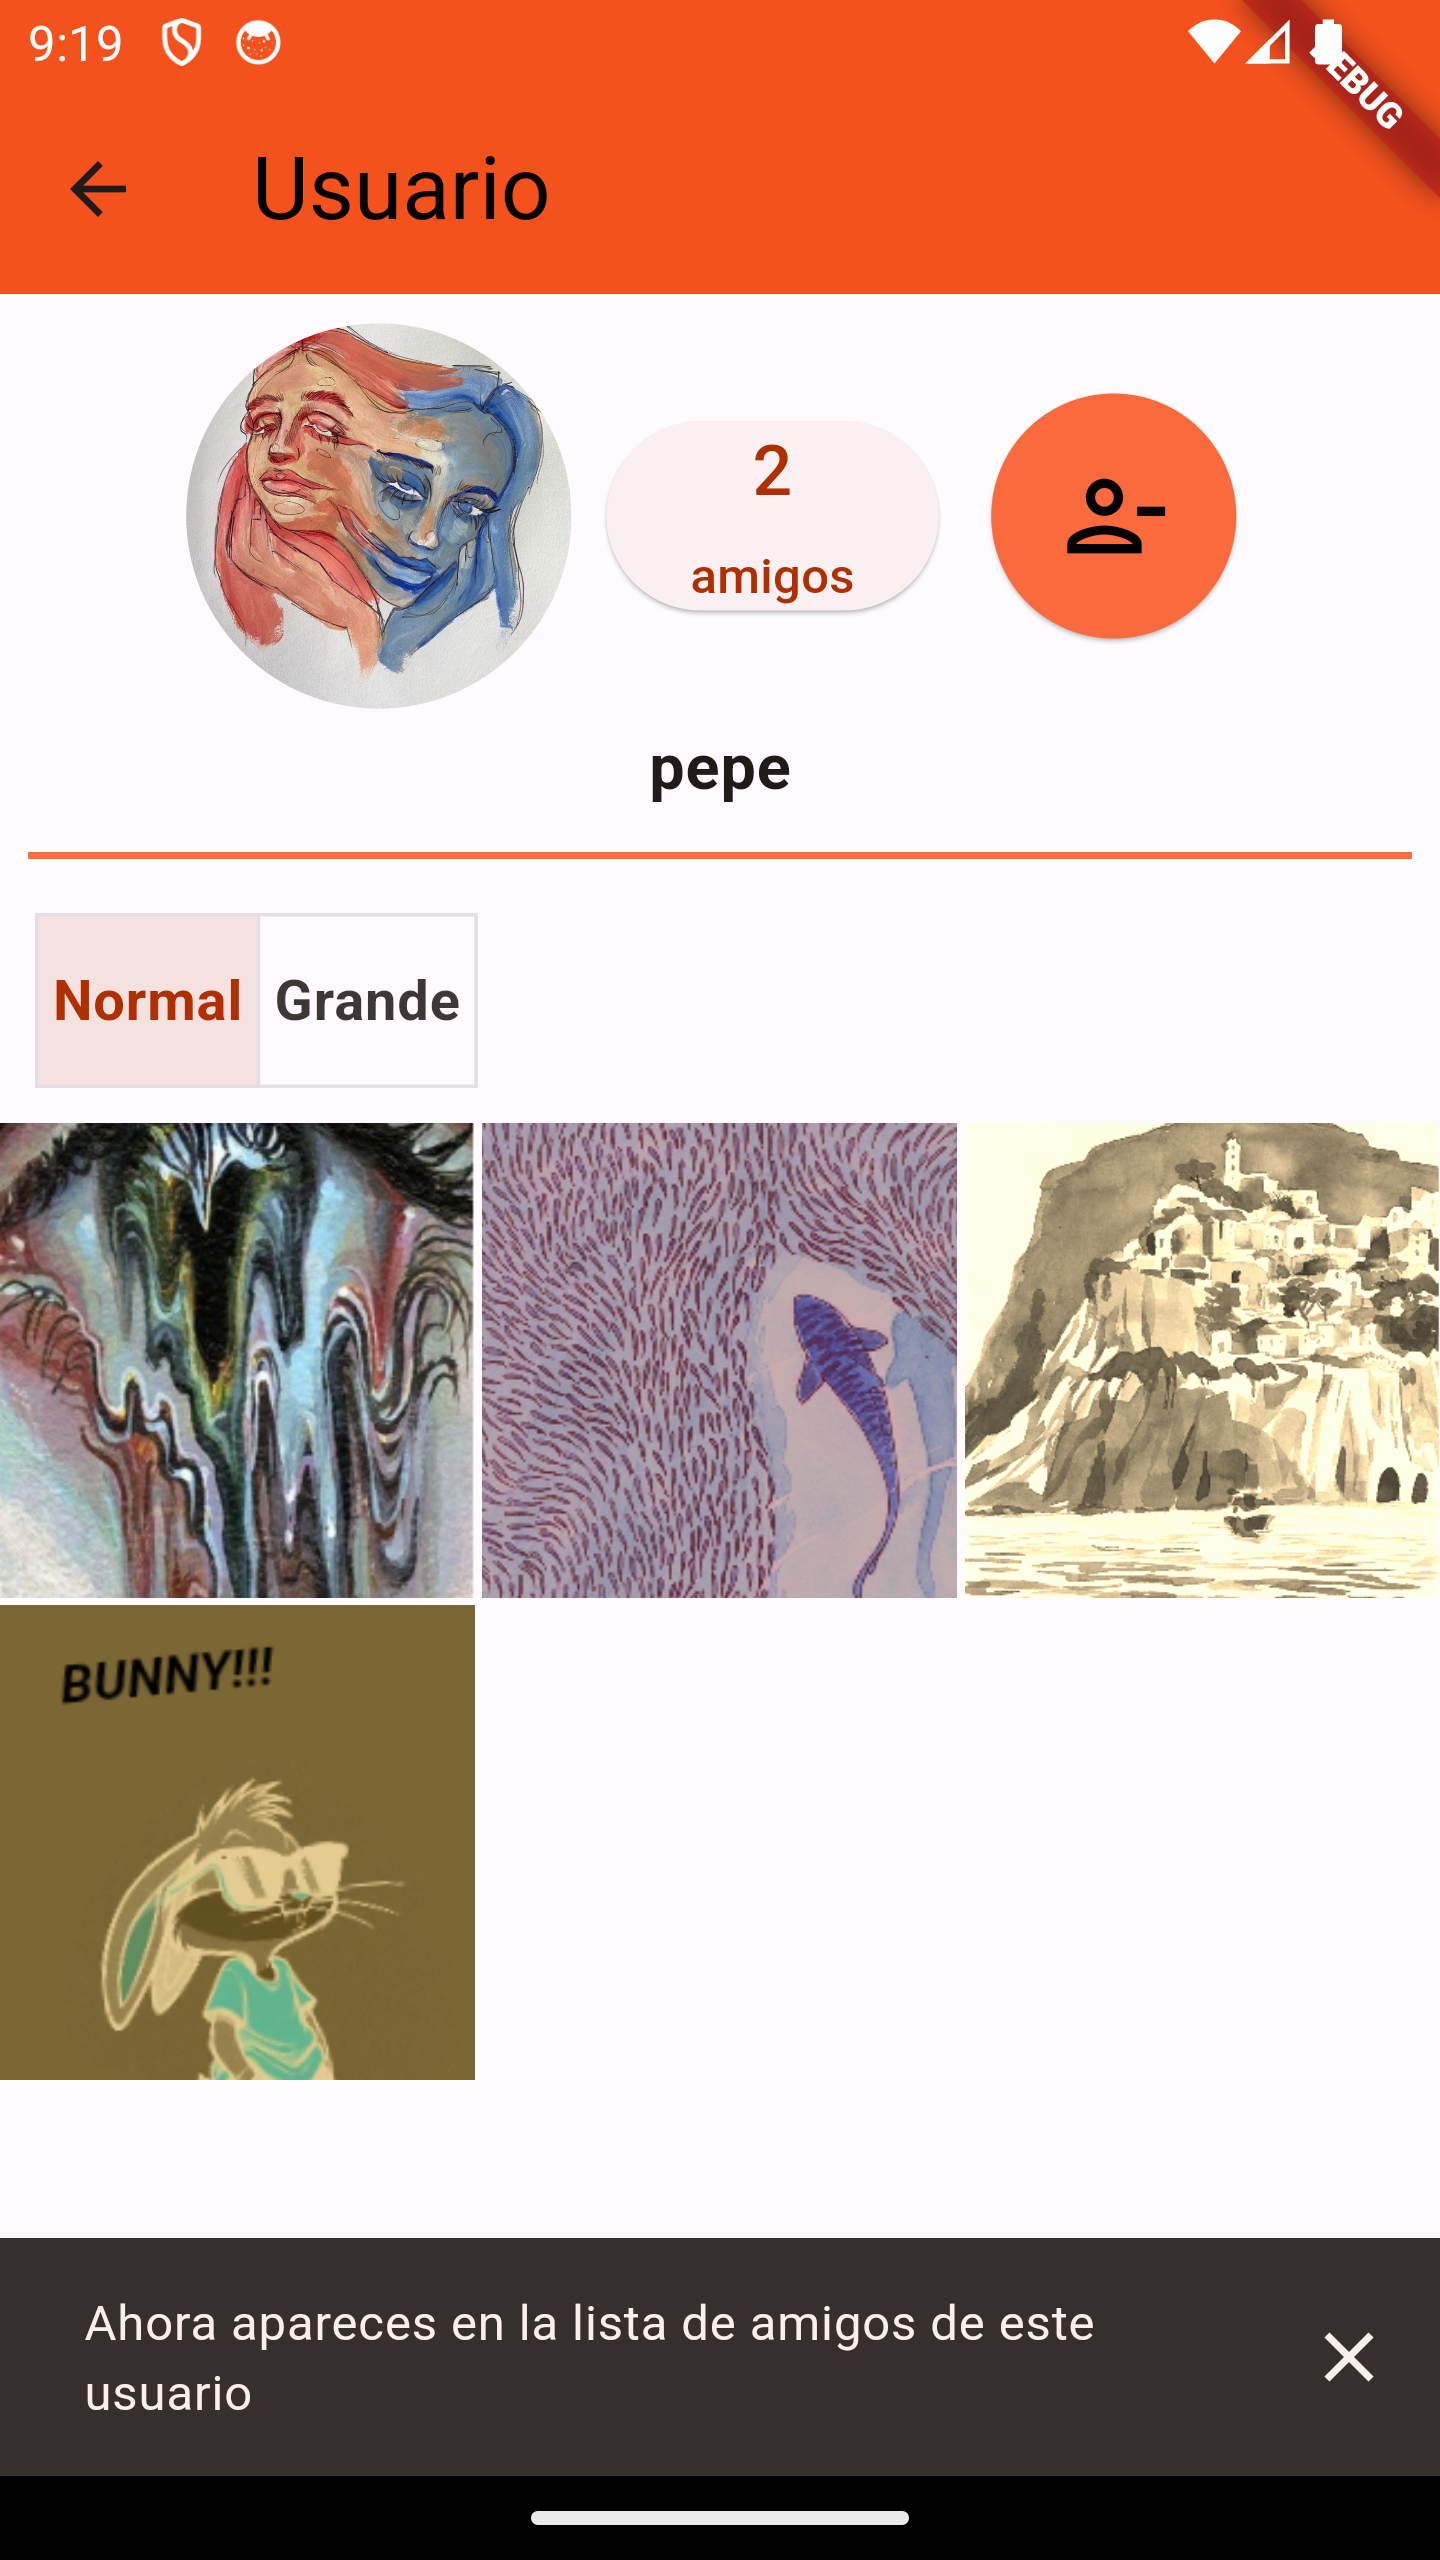 9:19
DEBUG
Usuario
2
amigos
pepe
Normal Grande
BUNNY!!!
Ahora apareces en la lista de amigos de este
usuario